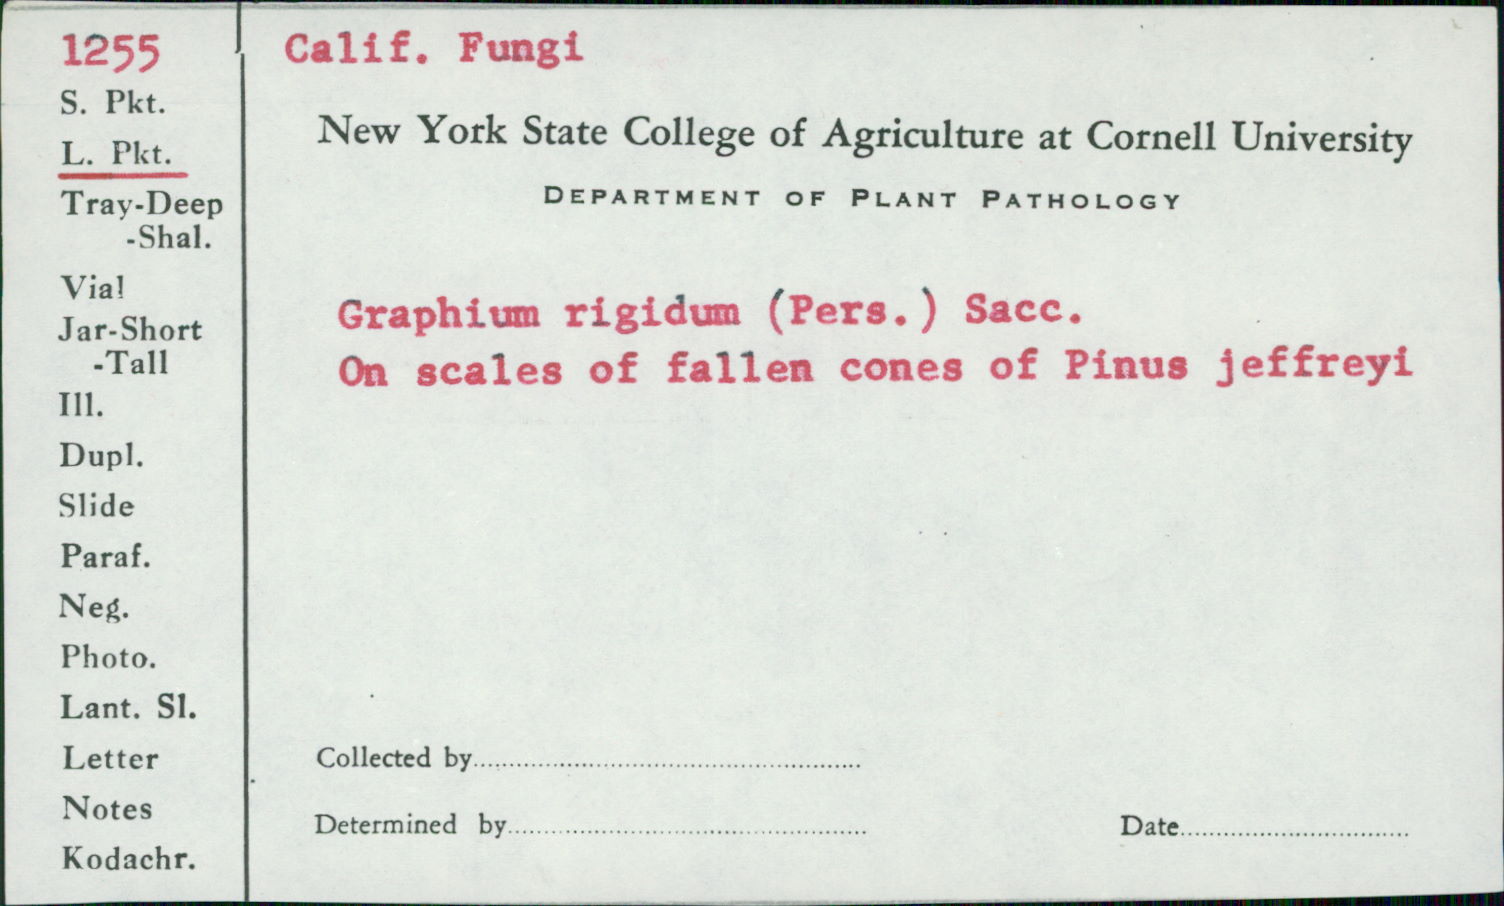 1255
Calif. Fungi
S. Pkt.
L. Pkt.
Tray-Deep
-Shal.
Vial
Jar-Short
-Tall
Ill.
Dupl.
Slide
Paraf.
Neg.
Photo.
Lant. Sl.
Letter
Notes
Kodachr.
New York State College of Agriculture at Cornell University
DEPARTMENT OF PLANT PATHOLOGY
Graphium rigidum (Pers.) Sacc.
On scales of fallen cones of Pinus jeffreyi
Collected by
Determined by
Date